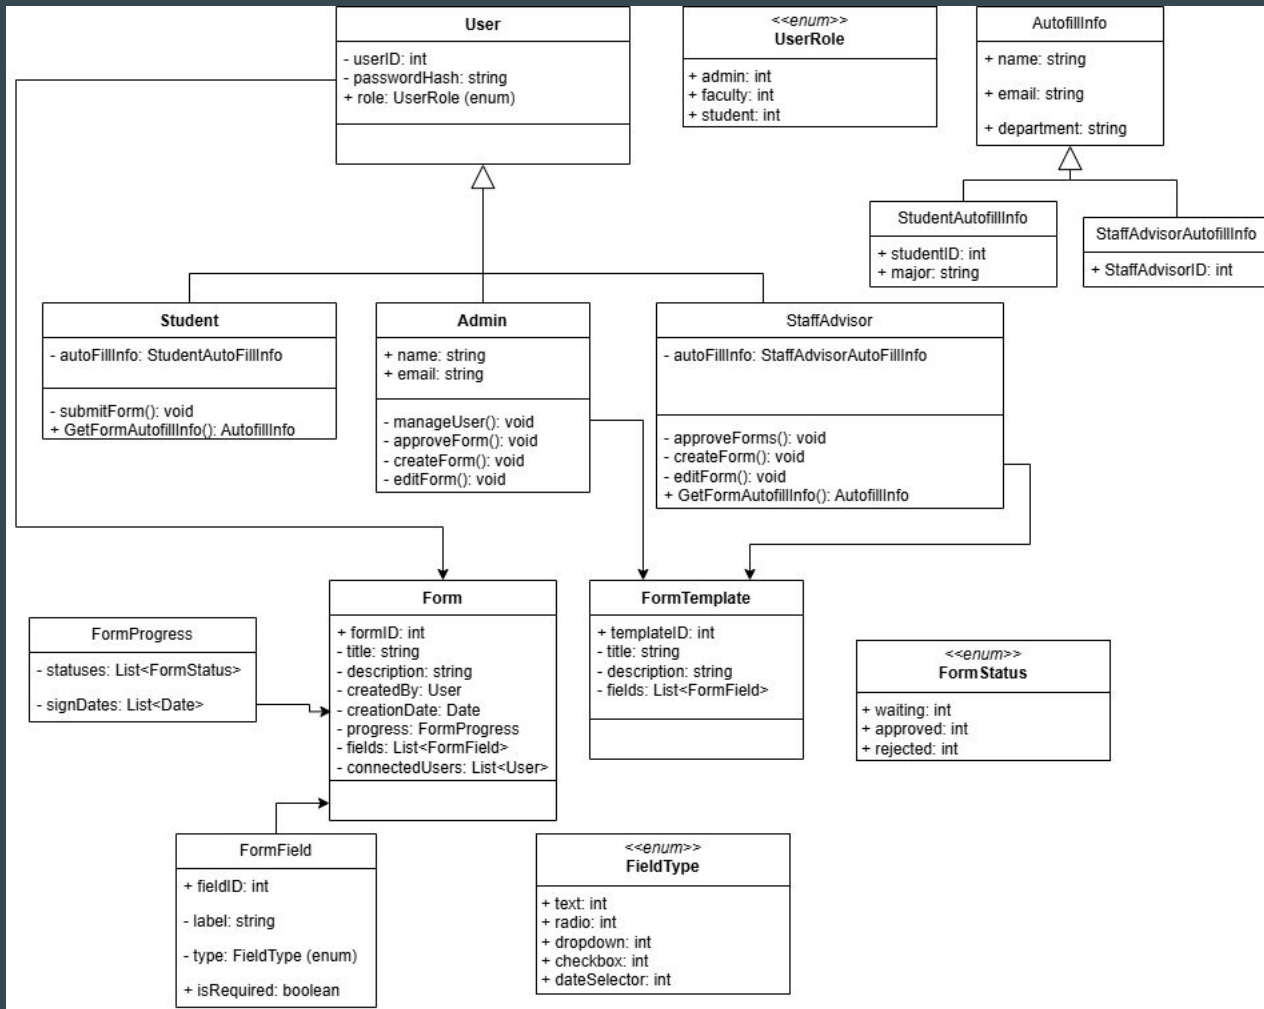 User
- userID: int
- passwordHash: string
+ role: UserRole (enum)
<<enum>>
UserRole
+ admin: int
+ faculty: int
+ student: int
AutofillInfo
+ name: string
+ email: string
+ department: string
StudentAutofillInfo
+ studentID: int
+ major: string
StaffAdvisorAutofillInfo
+ StaffAdvisorID: int
Student
- autoFillInfo: StudentAutoFillInfo
- submitForm(): void
+ GetFormAutofillInfo(): AutofillInfo
Admin
+ name: string
+ email: string
- manageUser(): void
- approveForm(): void
- createForm(): void
- editForm(): void
StaffAdvisor
- autoFillInfo: StaffAdvisorAutoFillInfo
- approveForms(): void
- createForm(): void
- editForm(): void
+ GetFormAutofillInfo(): AutofillInfo
FormProgress
- statuses: List<FormStatus>
- signDates: List<Date>
Form
+ formID: int
- title: string
- description: string
- createdBy: User
- creationDate: Date
- progress: FormProgress
- fields: List<FormField>
- connectedUsers: List<User>
FormTemplate
+ templateID: int
- title: string
- description: string
- fields: List<FormField>
<<enum>>
FormStatus
+ waiting: int
+ approved: int
+ rejected: int
FormField
+ fieldID: int
- label: string
- type: FieldType (enum)
+ isRequired: boolean
<<enum>>
FieldType
+ text: int
+ radio: int
+ dropdown: int
+ checkbox: int
+ dateSelector: int